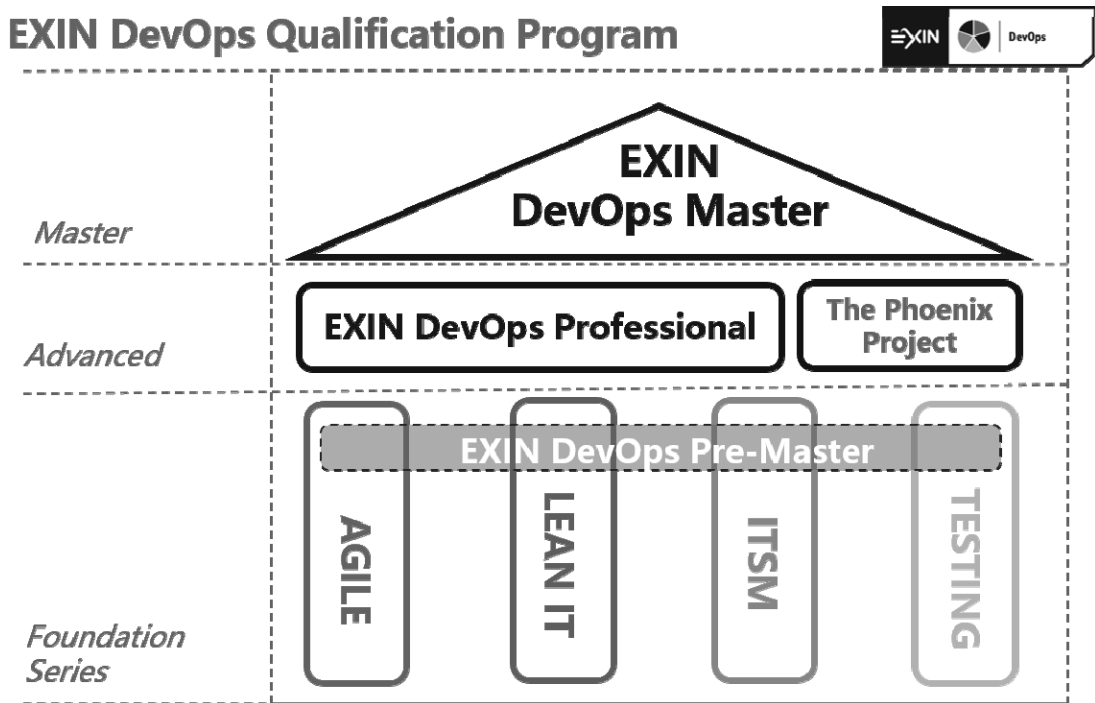 EXIN DevOps Qualification Program
EXIN
DevOps
Master
EXIN
DevOps Master
Advanced
EXIN DevOps Professional
The Phoenix
Project
Foundation
Series
EXIN DevOps Pre-Master
AGILE
LEAN IT
ITSM
TESTING